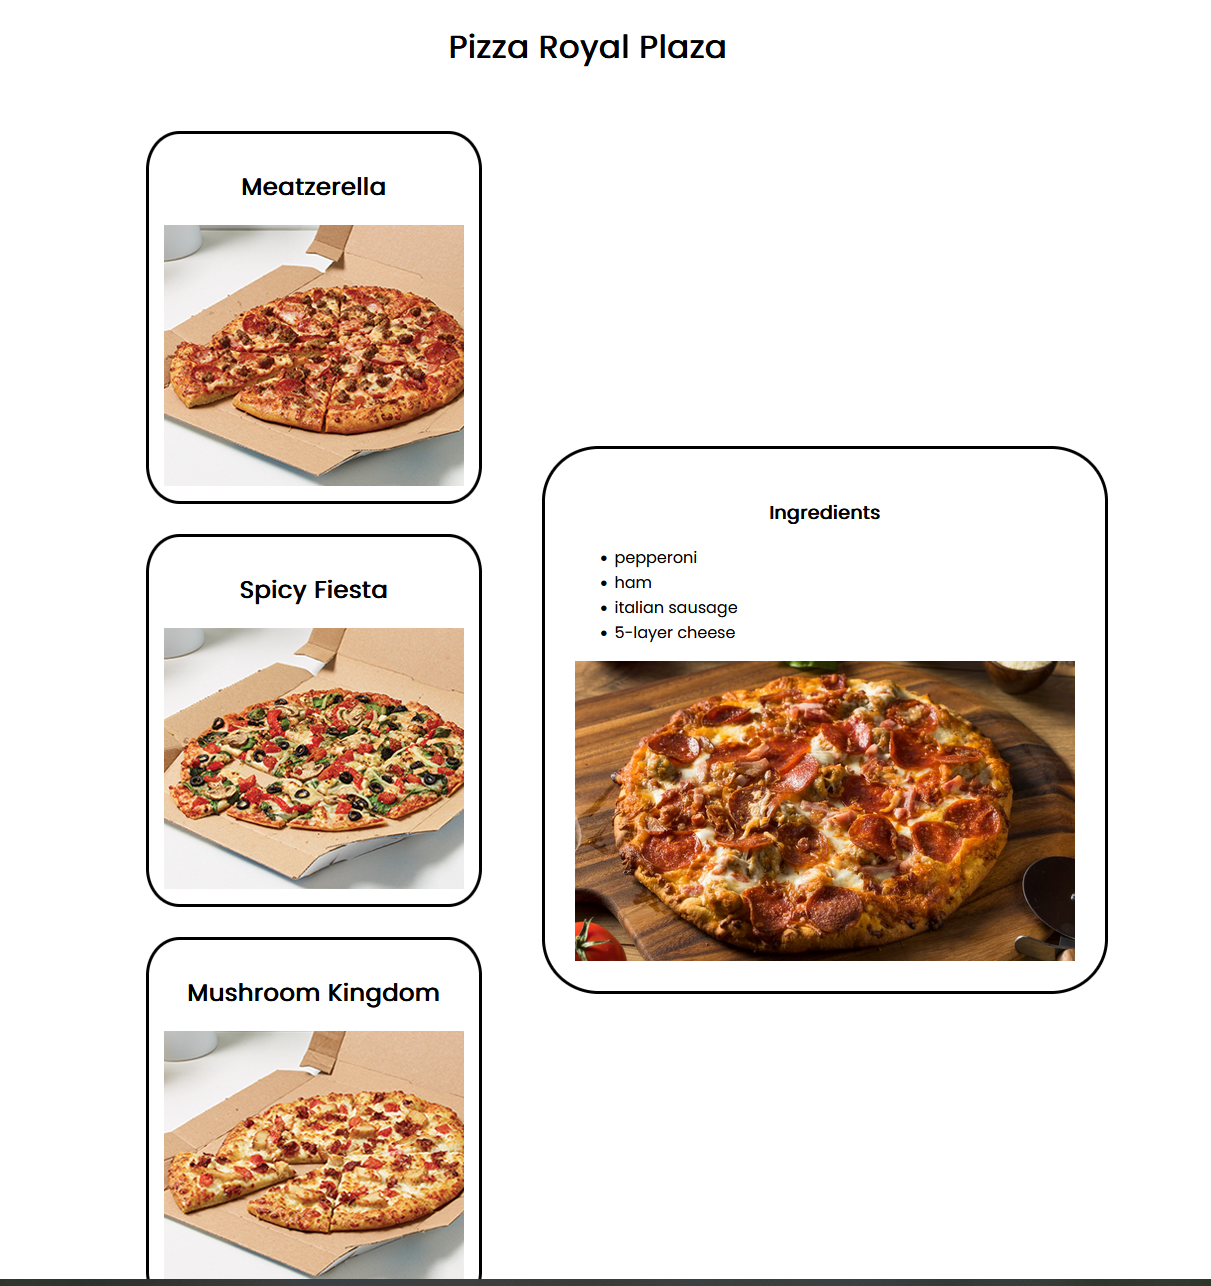 Pizza Royal Plaza
Meatzerella
Spicy Fiesta
Mushroom Kingdom
Ingredients
pepperoni
ham
italian sausage
5-layer cheese